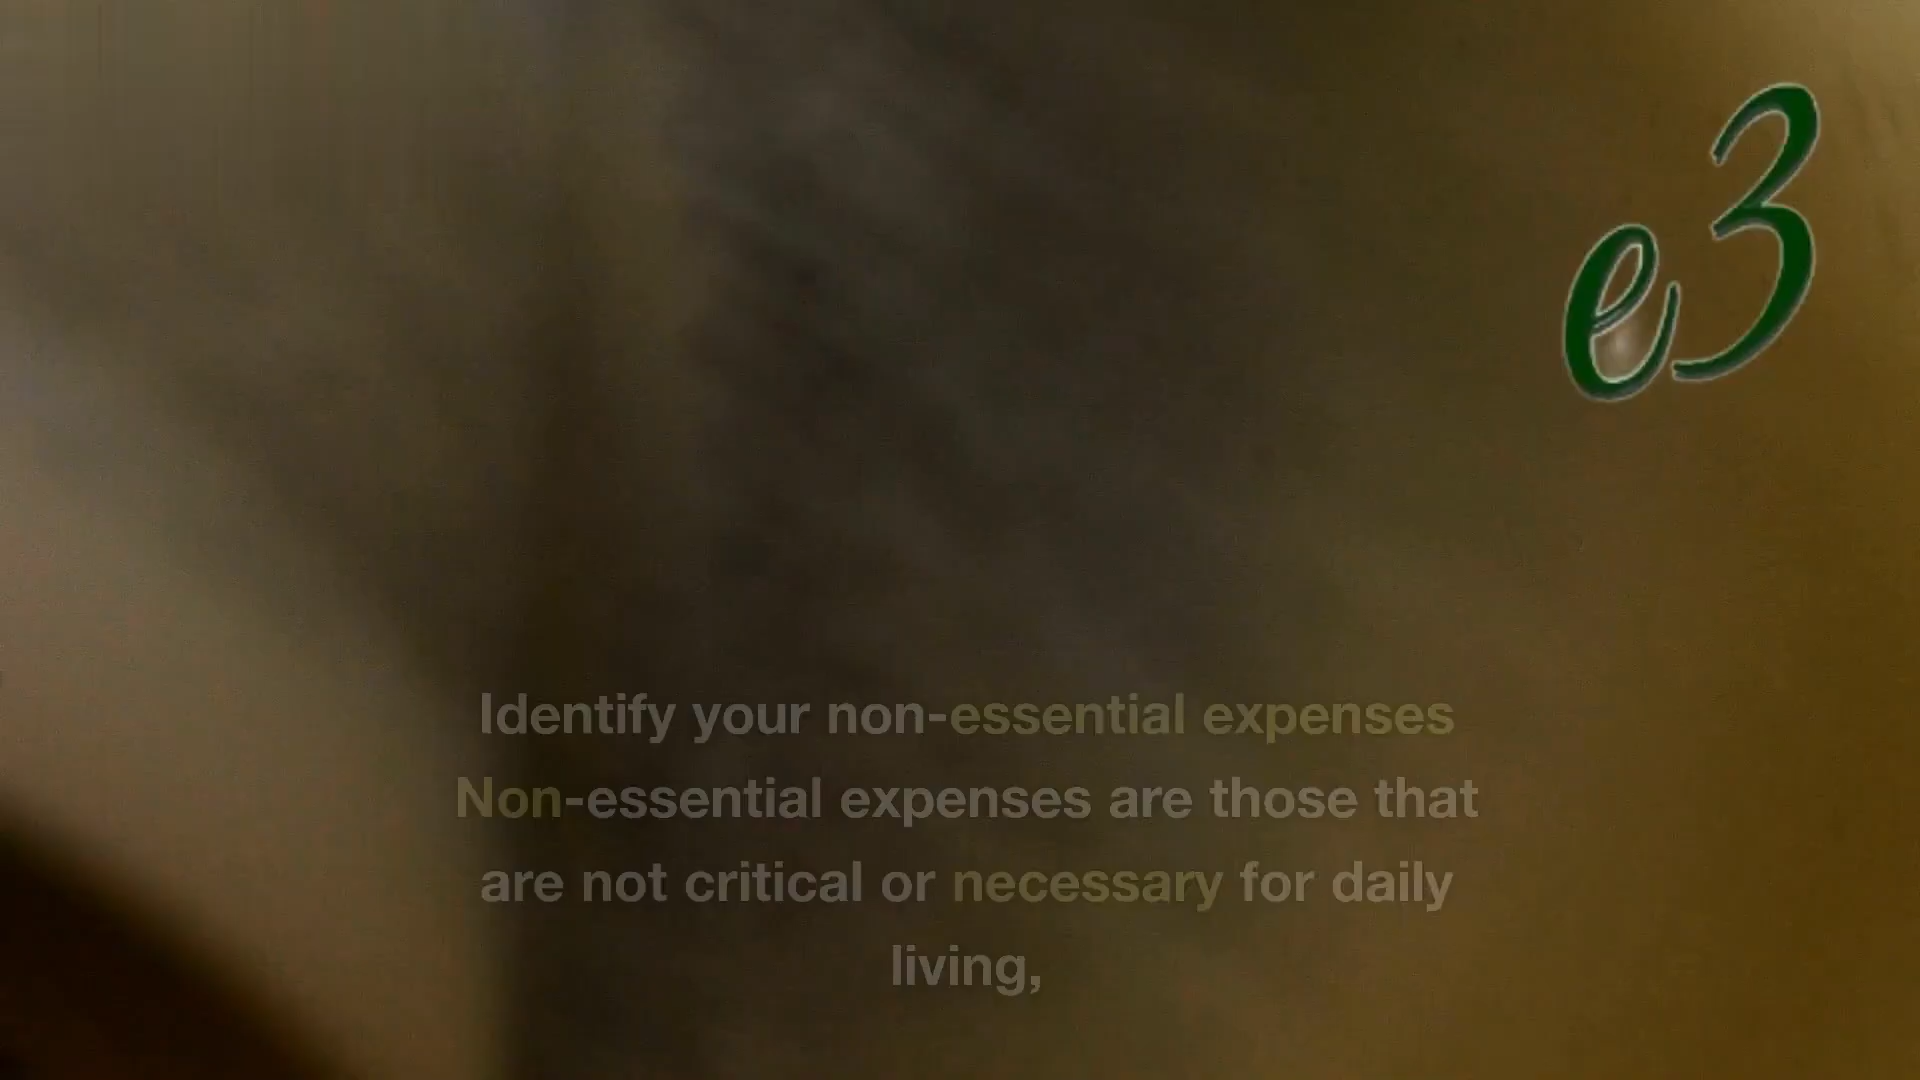 e3
Identify your non-essential expenses
Non-essential expenses are those that
are not critical or necessary for daily
living,